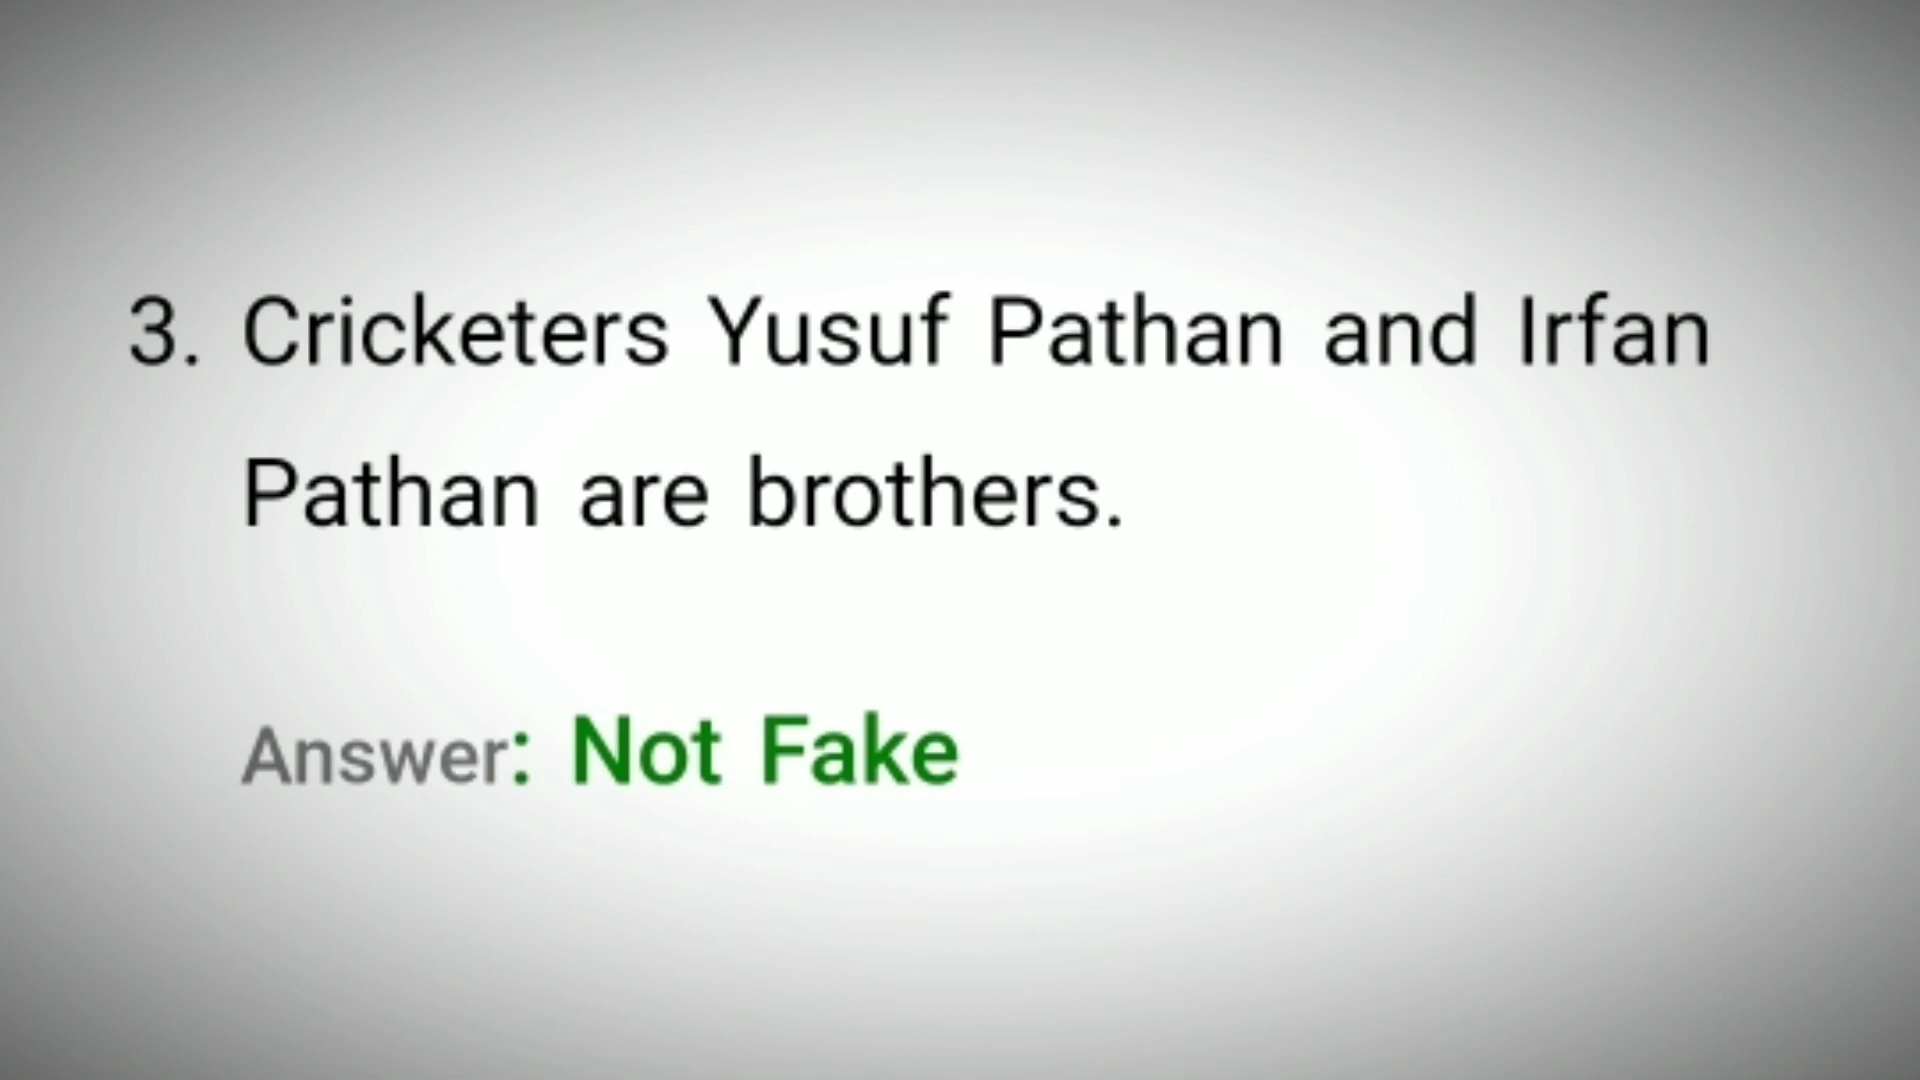 3. Cricketers Yusuf Pathan and Irfan
Pathan are brothers.
Answer: Not Fake